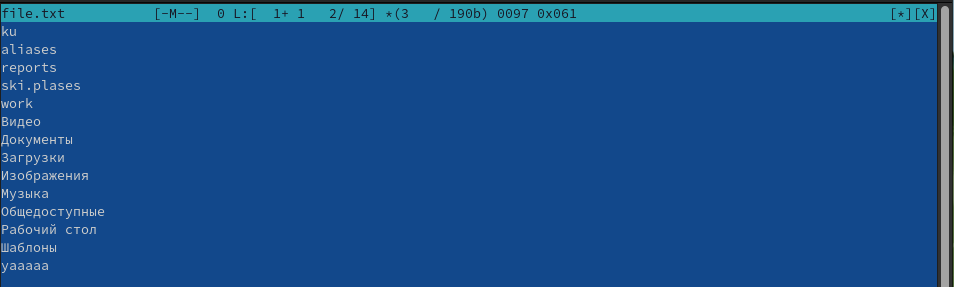 file.txt [-M--] 0 L:[ 1+ 1 2/ 14] *(3 / 190b) 0097 0x061 [*][X]
ku
aliases
reports
ski.plases
work
Видео
Документы
Загрузки
Изображения
Музыка
Общедоступные
Рабочий стол
Шаблоны
yaaaaa